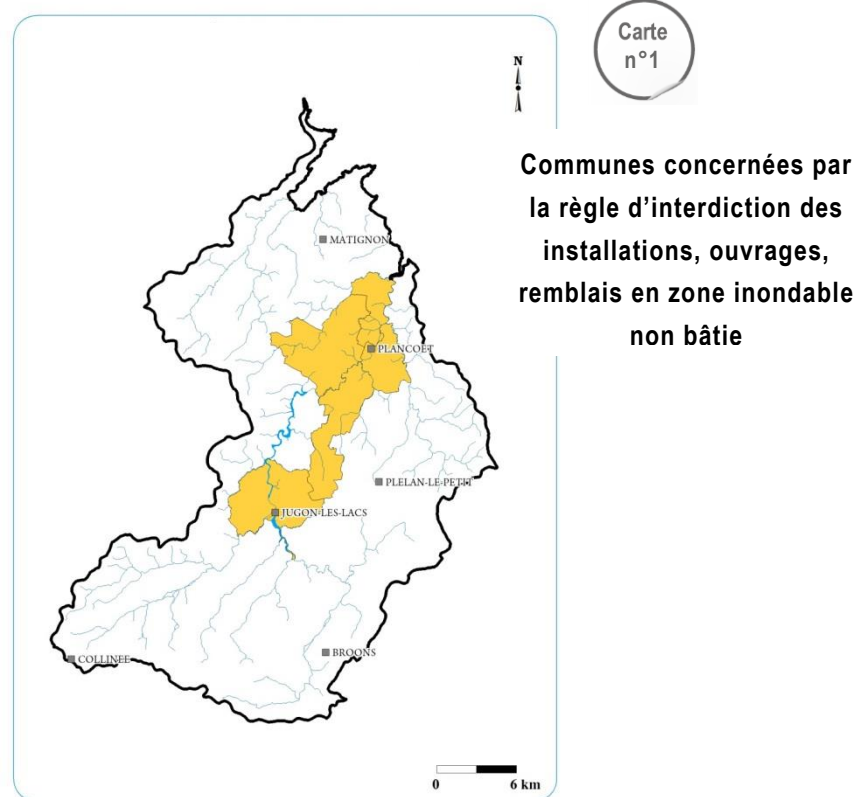 Carte
n°1
Communes concernées par
la règle d'interdiction des
installations, ouvrages,
remblais en zone inondable
non bâtie
N
MATIGNON
PLANCOËT
PLELAN-LE-PETIT
JUGON-LES-LACS
BROONS
COLLINEE
0 6 km